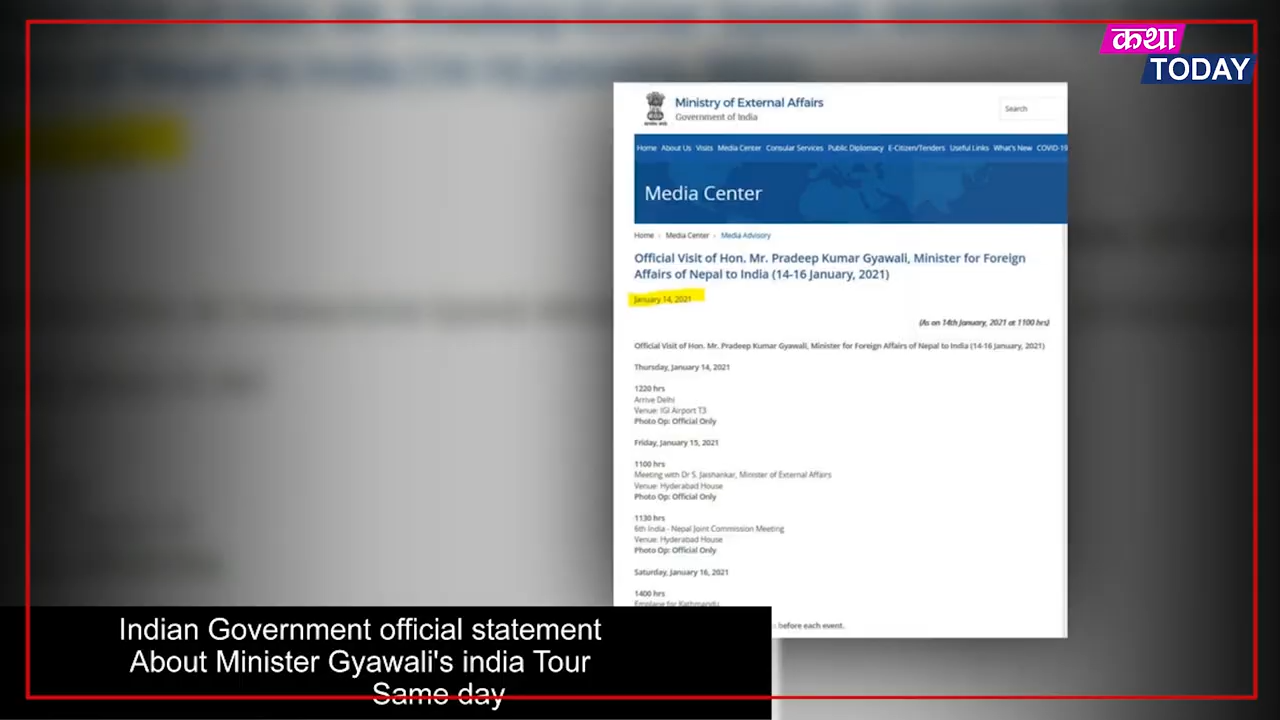 कथा
TODAY
Ministry of External Affairs
Government of India
Search
Home About Us Visits Media Center Consular Services Public Diplomacy E-Citizen/Tenders Useful Links What's New COVID-19
Media Center
Home › Media Center › Media Advisory
Official Visit of Hon. Mr. Pradeep Kumar Gyawali, Minister for Foreign
Affairs of Nepal to India (14-16 January, 2021)
January 14, 2021
(As on 14th January, 2021 at 1100 hrs)
Official Visit of Hon. Mr. Pradeep Kumar Gyawali, Minister for Foreign Affairs of Nepal to India (14-16 January, 2021)
Thursday, January 14, 2021
1220 hrs
Arrive Delhi
Venue: IGI Airport T3
Photo Op: Official Only
Friday, January 15, 2021
1100 hrs
Meeting with Dr S. Jaishankar, Minister of External Affairs
Venue: Hyderabad House
Photo Op: Official Only
1130 hrs
6th India - Nepal Joint Commission Meeting
Venue: Hyderabad House
Photo Op: Official Only
Saturday, January 16, 2021
1400 hrs
Emplane for Kathmandu
before each event.
Indian Government official statement
About Minister Gyawali's india Tour
Same day